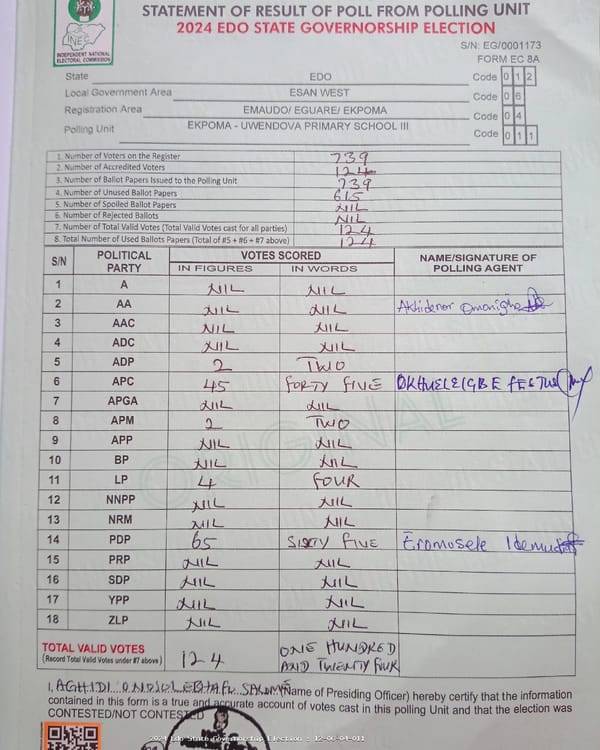 STATEMENT OF RESULT OF POLL FROM POLLING UNIT
2024 EDO STATE GOVERNORSHIP ELECTION
INEC
INDEPENDENT NATIONAL
ELECTORAL COMMISSION
S/N: EG/0001173
FORM EC 8A
State EDO Code 0 1 2
Local Government Area ESAN WEST Code 0 6
Registration Area EMAUDO/ EGUARE/ EKPOMA Code 0 4
Polling Unit EKPOMA - UWENDOVA PRIMARY SCHOOL III Code 0 1 1
1. Number of Voters on the Register 739
2. Number of Accredited Voters 124
3. Number of Ballot Papers Issued to the Polling Unit 739
4. Number of Unused Ballot Papers 615
5. Number of Spoiled Ballot Papers NIL
6. Number of Rejected Ballots NIL
7. Number of Total Valid Votes (Total Valid Votes cast for all parties) 124
8. Total Number of Used Ballots Papers (Total of #5 + #6 + #7 above) 124
S/N POLITICAL PARTY VOTES SCORED NAME/SIGNATURE OF POLLING AGENT
IN FIGURES IN WORDS
1 A NIL NIL
2 AA NIL NIL
3 AAC NIL NIL
4 ADC NIL NIL
5 ADP 2 TWO
6 APC 45 FORTY FIVE
7 APGA NIL NIL
8 APM 2 TWO
9 APP NIL NIL
10 BP NIL NIL
11 LP 4 FOUR
12 NNPP NIL NIL
13 NRM NIL NIL
14 PDP 65 SIXTY FIVE Eromosele
15 PRP NIL NIL
16 SDP NIL NIL
17 YPP NIL NIL
18 ZLP NIL NIL
ORIGINAL
TOTAL VALID VOTES 124 ONE HUNDRED
(Record Total Valid Votes under #7 above) AND TWENTY FOUR
I, AGHIDI (Name of Presiding Officer) hereby certify that the information
contained in this form is a true and accurate account of votes cast in this polling Unit and that the election was
CONTESTED/NOT CONTESTED
2024 Edo State Governorship Election - 12-06-04-011